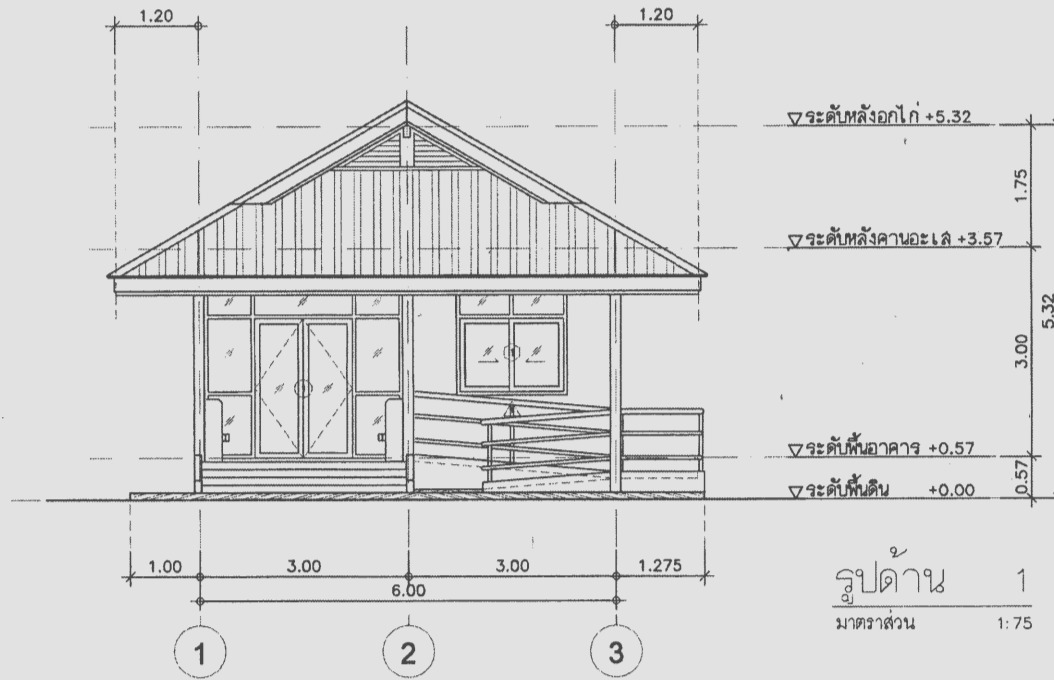 1.20
1.20
ระดับหลังอกไก่ +5.32
1.75
ระดับหลังคานอะเส +3.57
5.32
3.00
ระดับพื้นอาคาร +0.57
0.57
ระดับพื้นดิน +0.00
1.00 3.00 3.00 1.275
6.00
รูปด้าน 1
มาตราส่วน 1:75
1 2 3